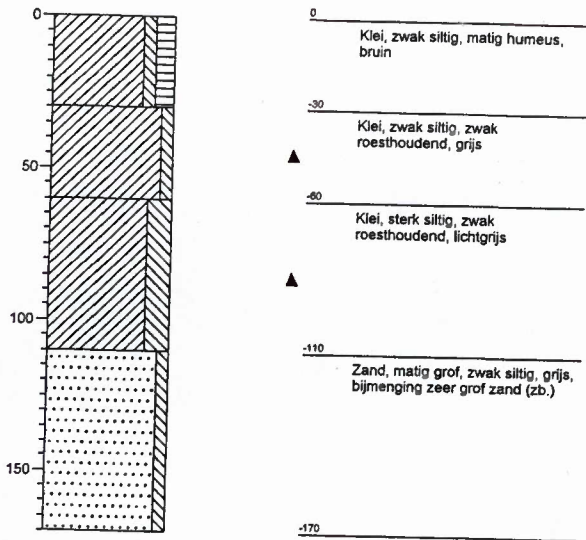 0
50
100
150
0
Klei, zwak siltig, matig humeus,
bruin
-30
Klei, zwak siltig, zwak
roesthoudend, grijs
-60
Klei, sterk siltig, zwak
roesthoudend, lichtgrijs
-110
Zand, matig grof, zwak siltig, grijs,
bijmenging zeer grof zand (zb.)
-170